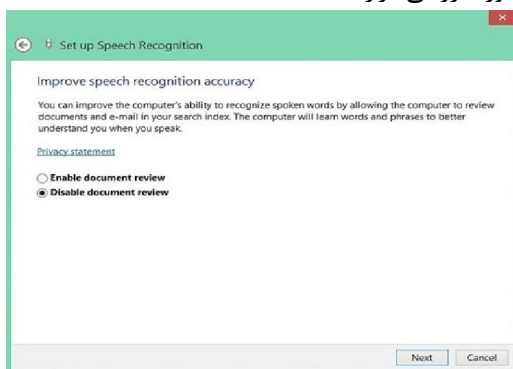 Set up Speech Recognition
Improve speech recognition accuracy
You can improve the computer's ability to recognize spoken words by allowing the computer to review
documents and e-mail in your search index. The computer will learn words and phrases to better
understand you when you speak.
Privacy statement
Enable document review
Disable document review
Next Cancel